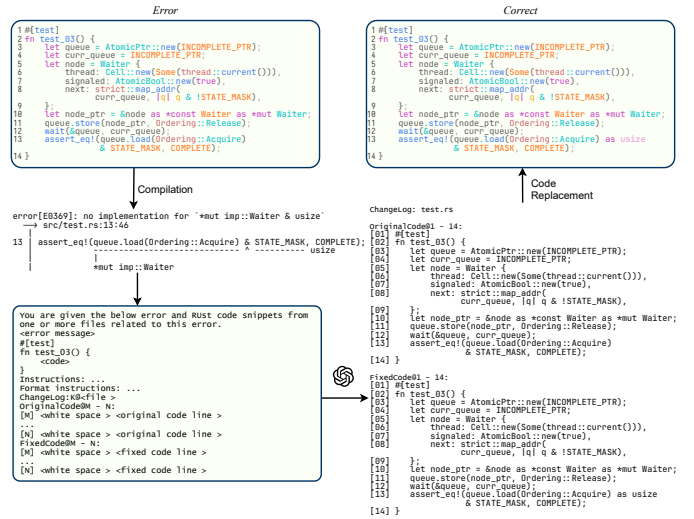 Error
1 #[test]
2 fn test_03() {
3 let queue = AtomicPtr::new(INCOMPLETE_PTR);
4 let curr_queue = INCOMPLETE_PTR;
5 let node = Waiter {
6 thread: Cell::new(Some(thread::current())),
7 signaled: AtomicBool::new(true),
8 next: strict::map_addr(
curr_queue, |q| q & !STATE_MASK),
9 };
10 let node_ptr = &node as *const Waiter as *mut Waiter;
11 queue.store(node_ptr, Ordering::Release);
12 wait(&queue, curr_queue);
13 assert_eq!(queue.load(Ordering::Acquire)
& STATE_MASK, COMPLETE);
14 }
Compilation
error[E0369]: no implementation for `*mut imp::Waiter & usize`
--> src/test.rs:13:46
|
13 | assert_eq!(queue.load(Ordering::Acquire) & STATE_MASK, COMPLETE);
| ---------------------------- ^ ---------- usize
| |
| *mut imp::Waiter
You are given the below error and RUst code snippets from
one or more files related to this error.
<error message>
#[test]
fn test_03() {
<code>
}
Instructions: ...
Format instructions: ...
ChangeLog:K@<file >
OriginalCode@M - N:
[M] <white space > <original code line >
...
[N] <white space > <original code line >
FixedCode@M - N:
[M] <white space > <fixed code line >
...
[N] <white space > <fixed code line >
Correct
1 #[test]
2 fn test_03() {
3 let queue = AtomicPtr::new(INCOMPLETE_PTR);
4 let curr_queue = INCOMPLETE_PTR;
5 let node = Waiter {
6 thread: Cell::new(Some(thread::current())),
7 signaled: AtomicBool::new(true),
8 next: strict::map_addr(
curr_queue, |q| q & !STATE_MASK),
9 };
10 let node_ptr = &node as *const Waiter as *mut Waiter;
11 queue.store(node_ptr, Ordering::Release);
12 wait(&queue, curr_queue);
13 assert_eq!(queue.load(Ordering::Acquire) as usize
& STATE_MASK, COMPLETE);
14 }
Code
Replacement
ChangeLog: test.rs
OriginalCode@1 - 14:
[01] #[test]
[02] fn test_03() {
[03] let queue = AtomicPtr::new(INCOMPLETE_PTR);
[04] let curr_queue = INCOMPLETE_PTR;
[05] let node = Waiter {
[06] thread: Cell::new(Some(thread::current())),
[07] signaled: AtomicBool::new(true),
[08] next: strict::map_addr(
curr_queue, |q| q & !STATE_MASK),
[09] };
[10] let node_ptr = &node as *const Waiter as *mut Waiter;
[11] queue.store(node_ptr, Ordering::Release);
[12] wait(&queue, curr_queue);
[13] assert_eq!(queue.load(Ordering::Acquire)
& STATE_MASK, COMPLETE);
[14] }
FixedCode@1 - 14:
[01] #[test]
[02] fn test_03() {
[03] let queue = AtomicPtr::new(INCOMPLETE_PTR);
[04] let curr_queue = INCOMPLETE_PTR;
[05] let node = Waiter {
[06] thread: Cell::new(Some(thread::current())),
[07] signaled: AtomicBool::new(true),
[08] next: strict::map_addr(
curr_queue, |q| q & !STATE_MASK),
[09] };
[10] let node_ptr = &node as *const Waiter as *mut Waiter;
[11] queue.store(node_ptr, Ordering::Release);
[12] wait(&queue, curr_queue);
[13] assert_eq!(queue.load(Ordering::Acquire) as usize
& STATE_MASK, COMPLETE);
[14] }